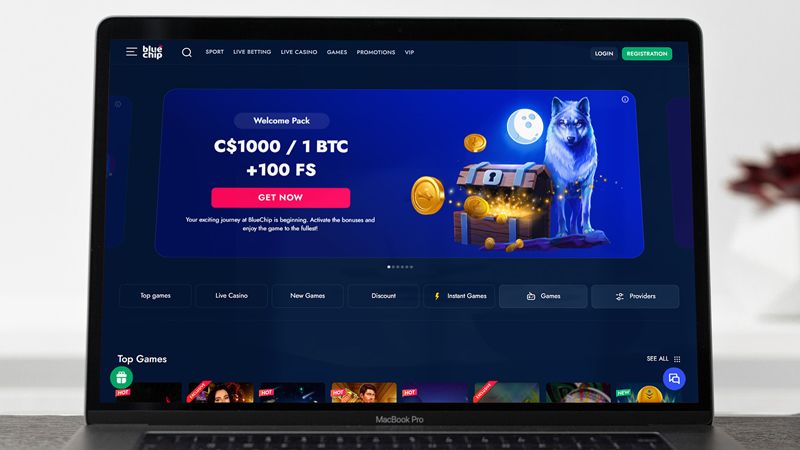 blue
chip
SPORT LIVE BETTING LIVE CASINO GAMES PROMOTIONS VIP
LOGIN REGISTRATION
Welcome Pack
C$1000 / 1 BTC
+100 FS
GET NOW
Your exciting journey at BlueChip is beginning. Activate the bonuses and
enjoy the game to the fullest!
Top games Live Casino New Games Discount Instant Games Games Providers
Top Games
SEE ALL
HOT EXCLUSIVE HOT HOT HOT EXCLUSIVE NEW
MacBook Pro